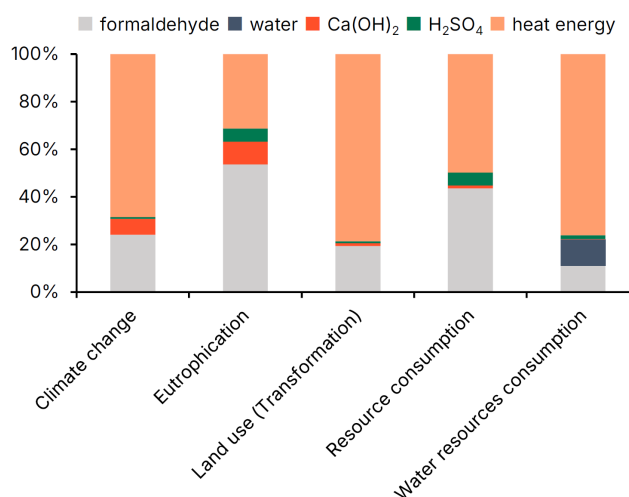 formaldehyde water Ca(OH)₂ H₂SO₄ heat energy
100%
80%
60%
40%
20%
0%
Climate change
Eutrophication
Land use (Transformation)
Resource consumption
Water resources consumption